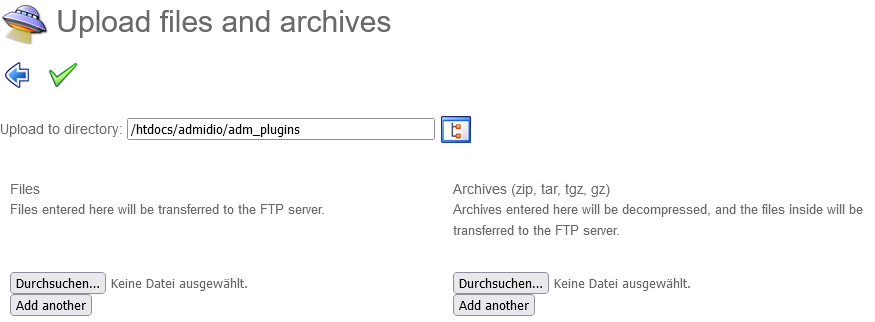 Upload files and archives
Upload to directory: /htdocs/admidio/adm_plugins
Files
Files entered here will be transferred to the FTP server.
Durchsuchen... Keine Datei ausgewählt.
Add another
Archives (zip, tar, tgz, gz)
Archives entered here will be decompressed, and the files inside will be
transferred to the FTP server.
Durchsuchen... Keine Datei ausgewählt.
Add another